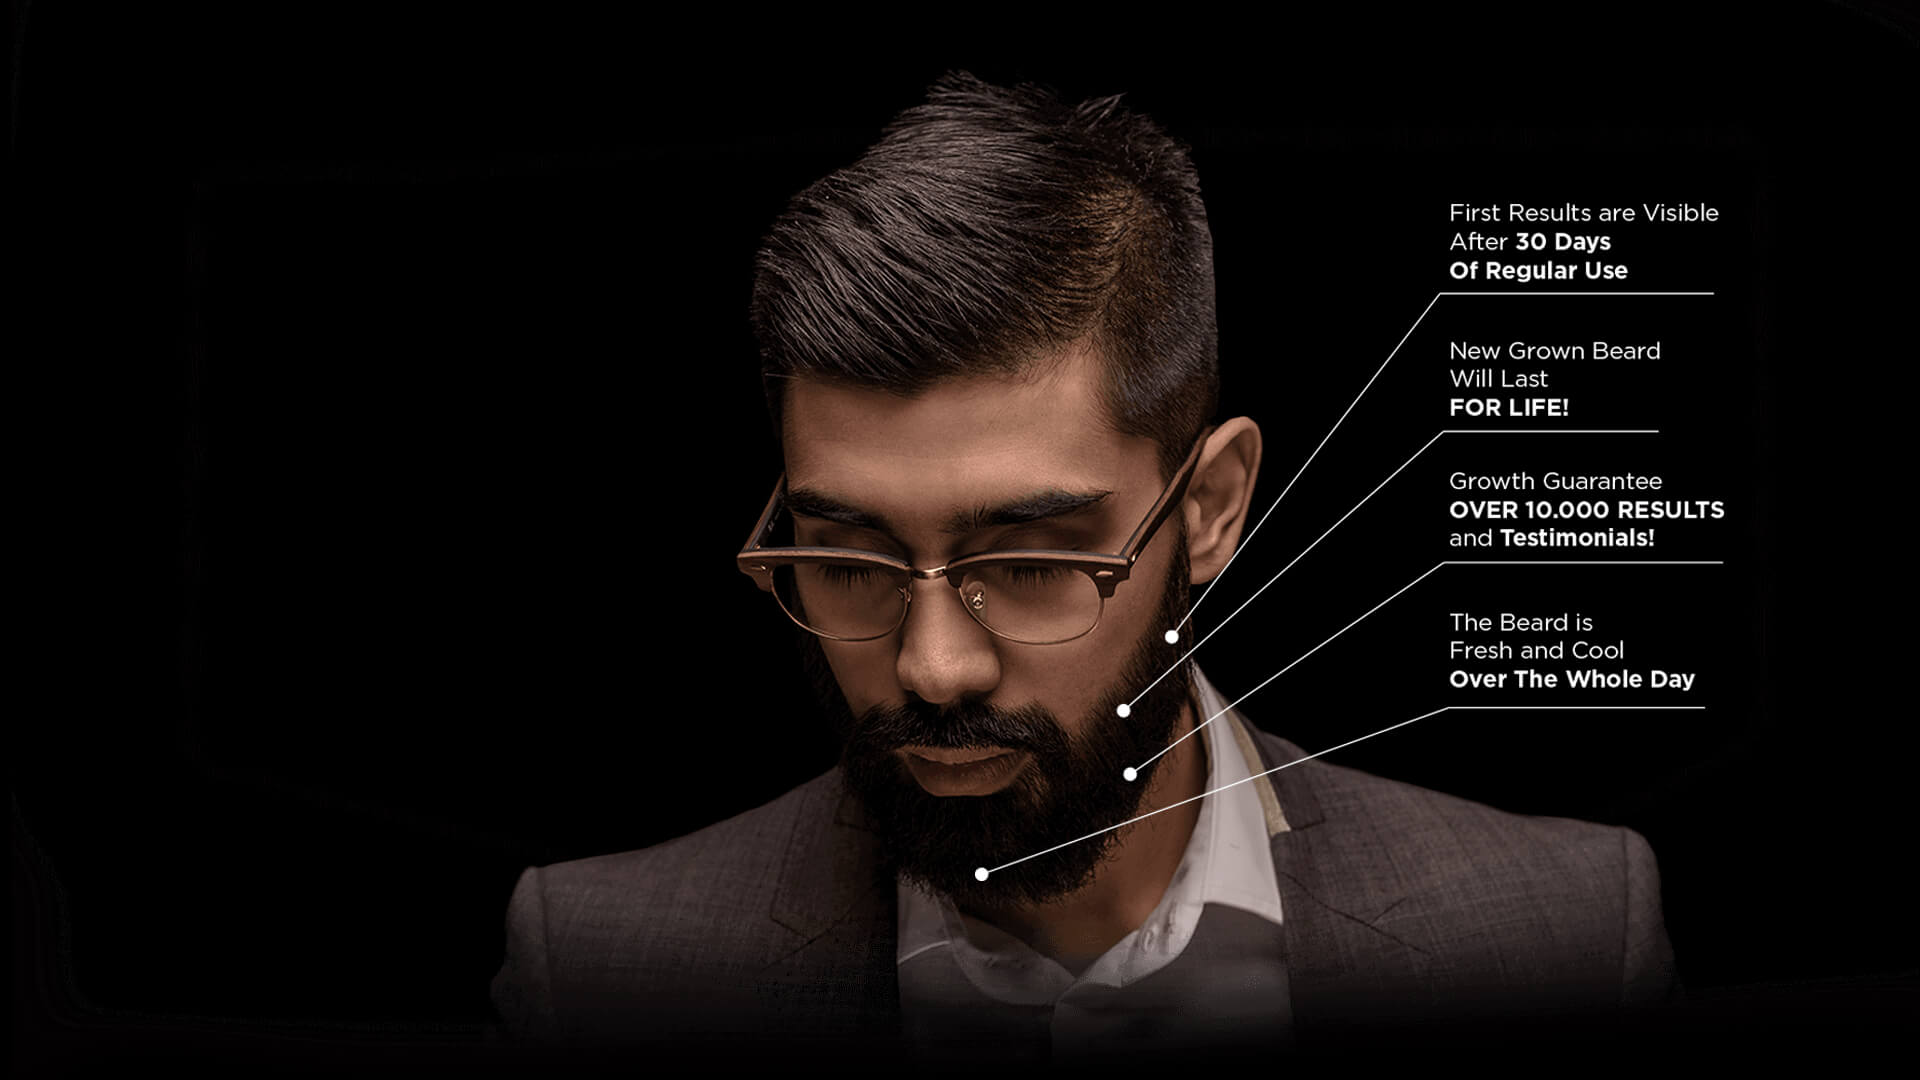 First Results are Visible
After 30 Days
Of Regular Use
New Grown Beard
Will Last
FOR LIFE!
Growth Guarantee
OVER 10.000 RESULTS
and Testimonials!
The Beard is
Fresh and Cool
Over The Whole Day